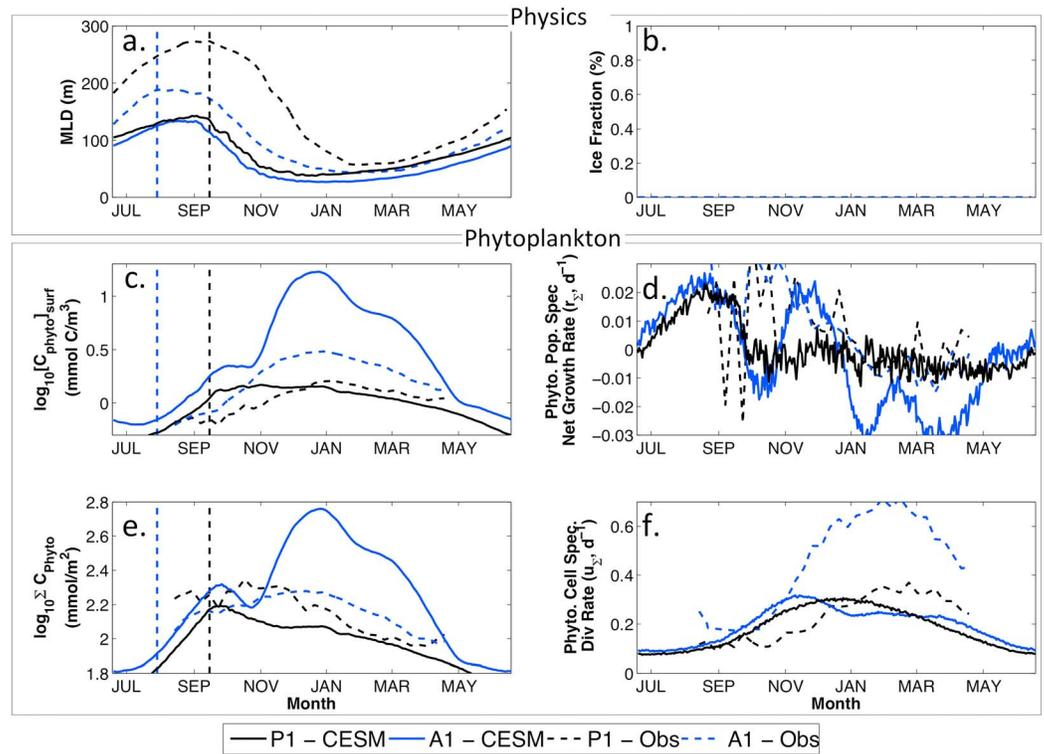 Physics
a.
MLD (m)
300
200
100
0
JUL SEP NOV JAN MAR MAY
b.
Ice Fraction (%)
1
0.8
0.6
0.4
0.2
0
JUL SEP NOV JAN MAR MAY
Phytoplankton
c.
log10[Cphyto]surf
(mmol C/m3)
1
0.5
0
JUL SEP NOV JAN MAR MAY
d.
Phyto. Pop. Spec
Net Growth Rate (rΣ, d−1)
0.02
0.01
0
−0.01
−0.02
−0.03
JUL SEP NOV JAN MAR MAY
e.
log10Σ CPhyto
(mmol/m2)
2.8
2.6
2.4
2.2
2
1.8
JUL SEP NOV JAN MAR MAY
Month
f.
Phyto. Cell Spec.
Div Rate (uΣ, d−1)
0.6
0.4
0.2
0
JUL SEP NOV JAN MAR MAY
Month
P1 − CESM A1 − CESM P1 − Obs A1 − Obs